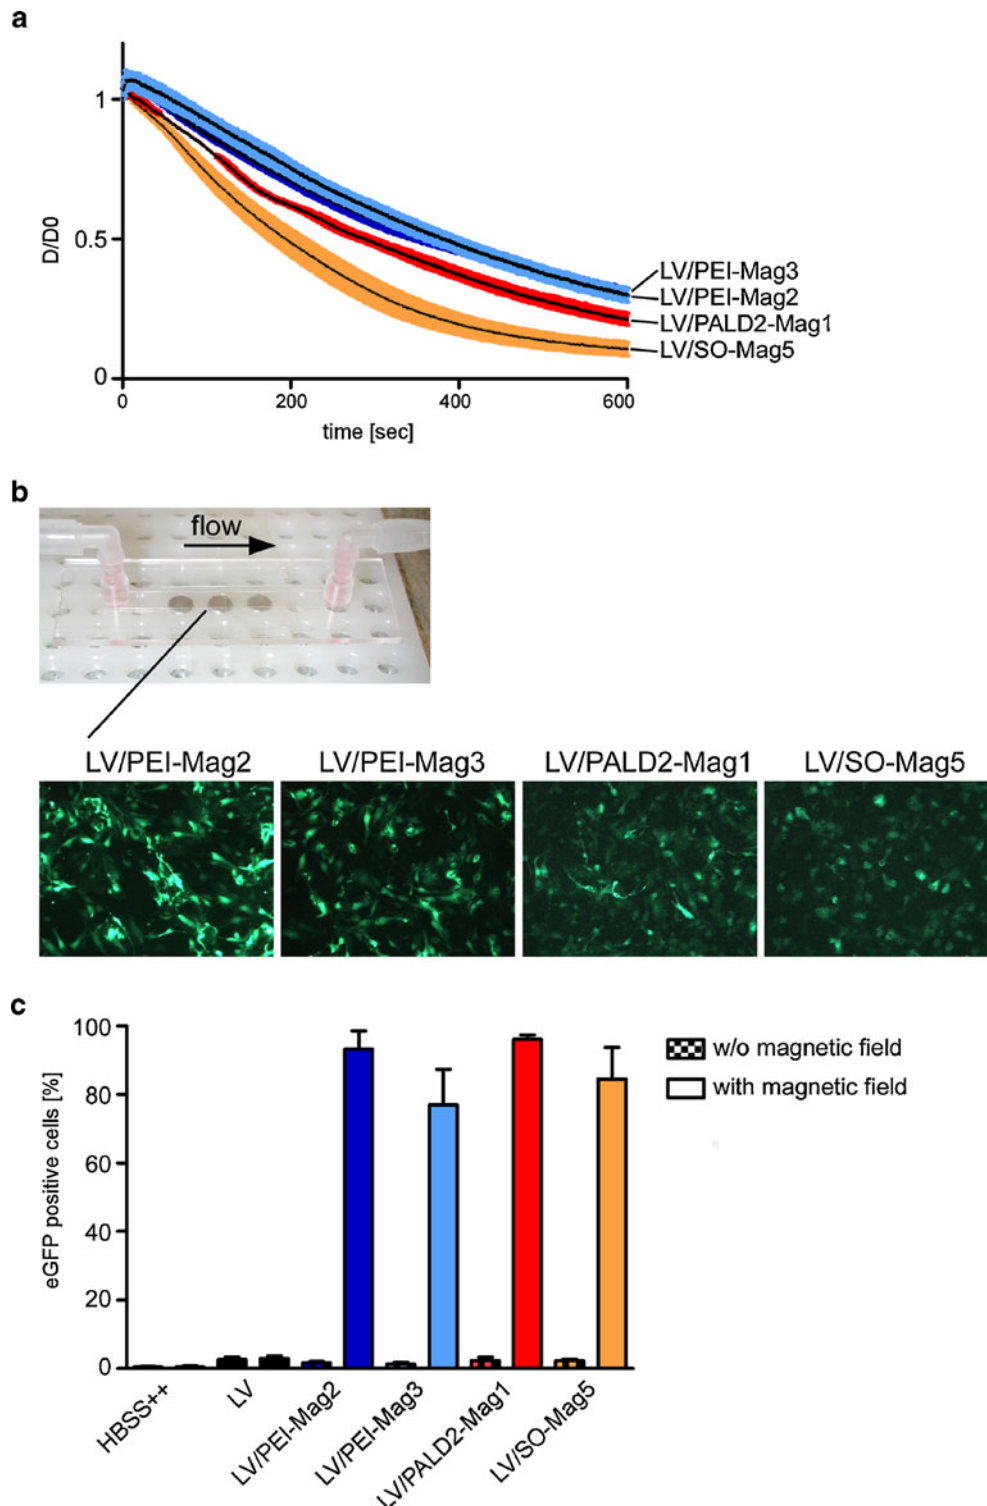 a
D/D0
1
0.5
0
0
200
400
600
time [sec]
LV/PEI-Mag3
LV/PEI-Mag2
LV/PALD2-Mag1
LV/SO-Mag5
b
flow
LV/PEI-Mag2
LV/PEI-Mag3
LV/PALD2-Mag1
LV/SO-Mag5
c
eGFP positive cells [%]
100
80
60
40
20
0
HBSS++
LV
LV/PEI-Mag2
LV/PEI-Mag3
LV/PALD2-Mag1
LV/SO-Mag5
w/o magnetic field
with magnetic field
c